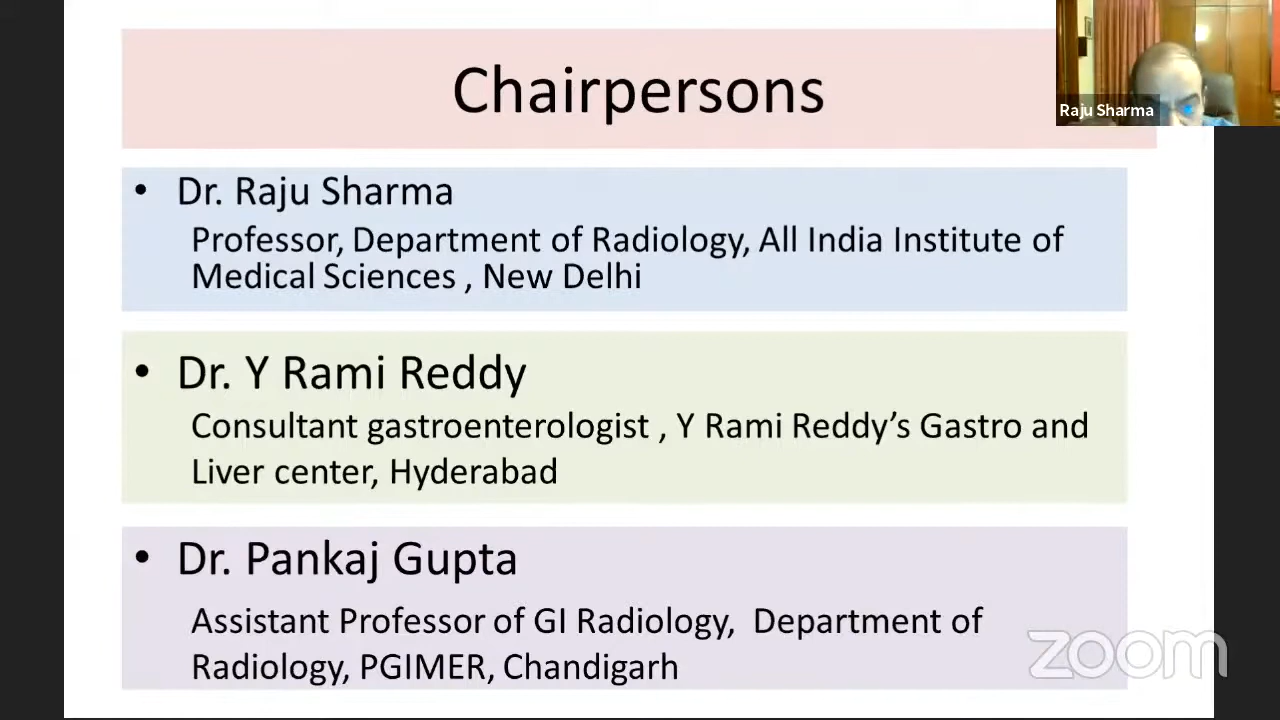 Chairpersons
Raju Sharma
• Dr. Raju Sharma
Professor, Department of Radiology, All India Institute of
Medical Sciences , New Delhi
• Dr. Y Rami Reddy
Consultant gastroenterologist , Y Rami Reddy’s Gastro and
Liver center, Hyderabad
• Dr. Pankaj Gupta
Assistant Professor of GI Radiology, Department of
Radiology, PGIMER, Chandigarh
zoom